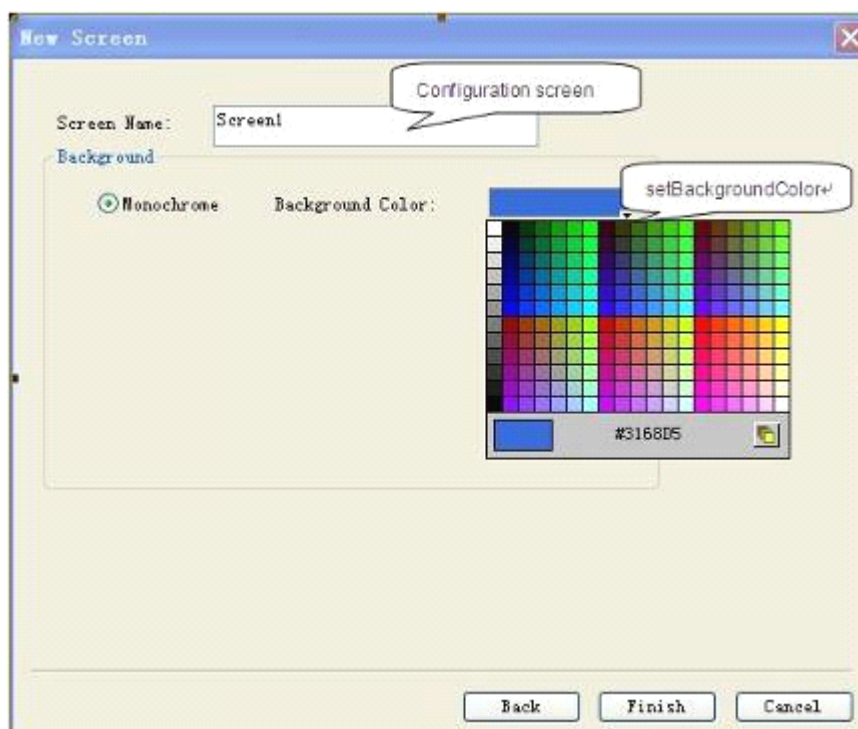 New Screen
Configuration screen
Screen Name: Screen1
Background
Monochrome Background Color: setBackgroundColor↵
#3168D5
Back Finish Cancel